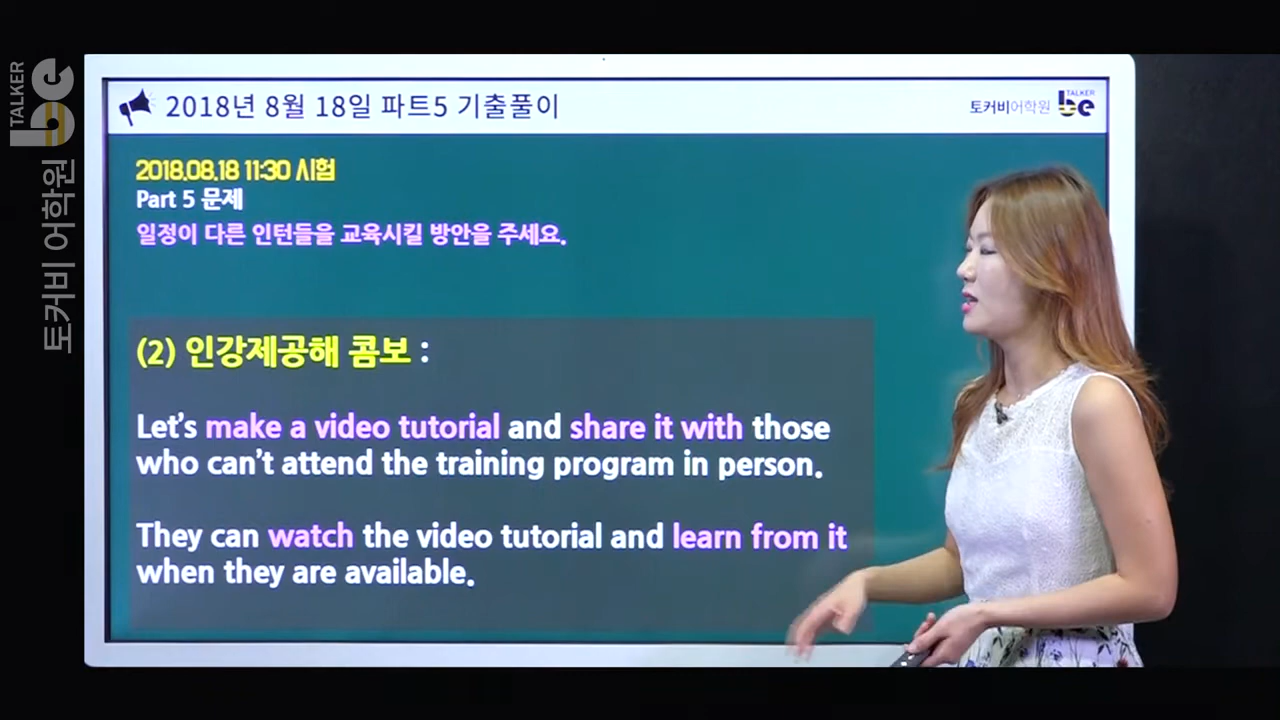 2018년 8월 18일 파트5 기출풀이
토커비어학원
TALKER
be
2018.08.18 11:30 시험
Part 5 문제
일정이 다른 인턴들을 교육시킬 방안을 주세요.
(2) 인강제공해 콤보 :
Let's make a video tutorial and share it with those
who can't attend the training program in person.
They can watch the video tutorial and learn from it
when they are available.
토커비 어학원
TALKER
be